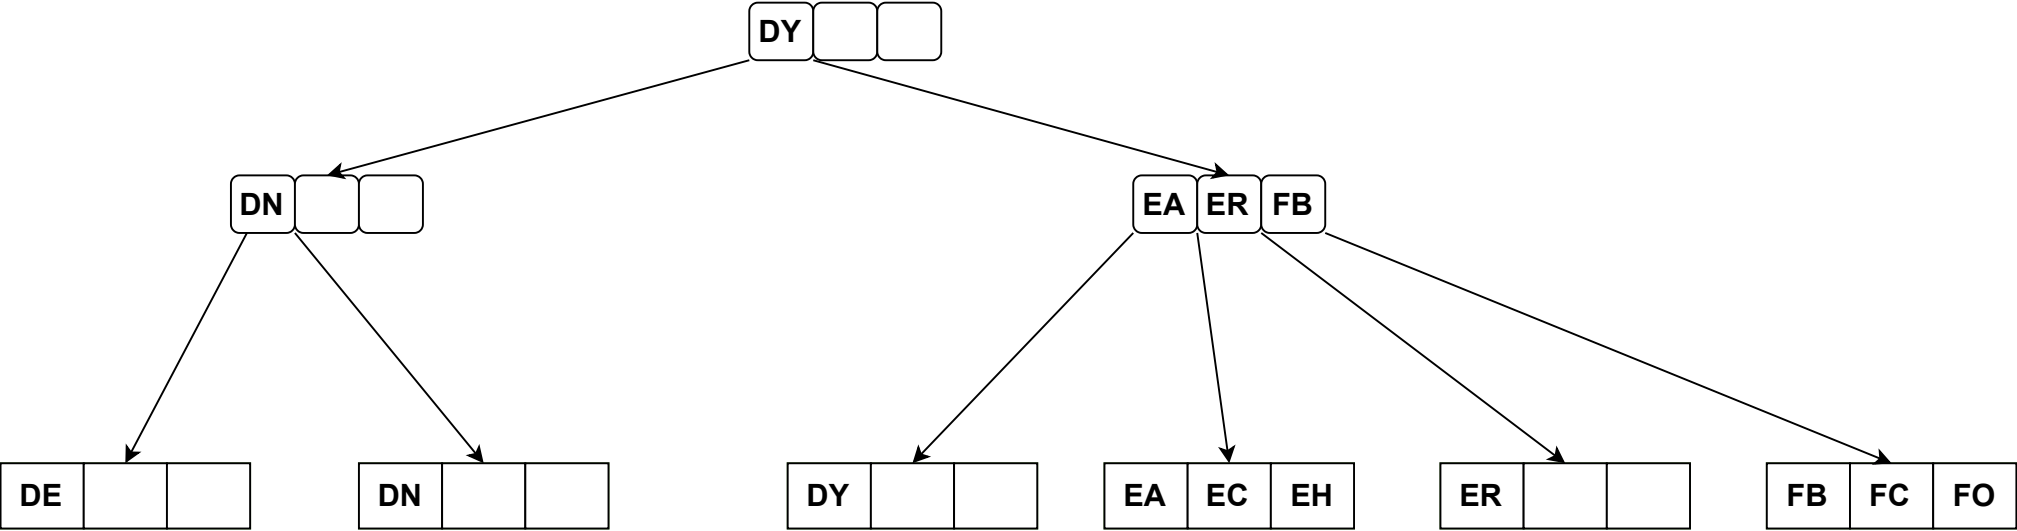 DY
DN
EA ER FB
DE
DN
DY
EA EC EH
ER
FB FC FO